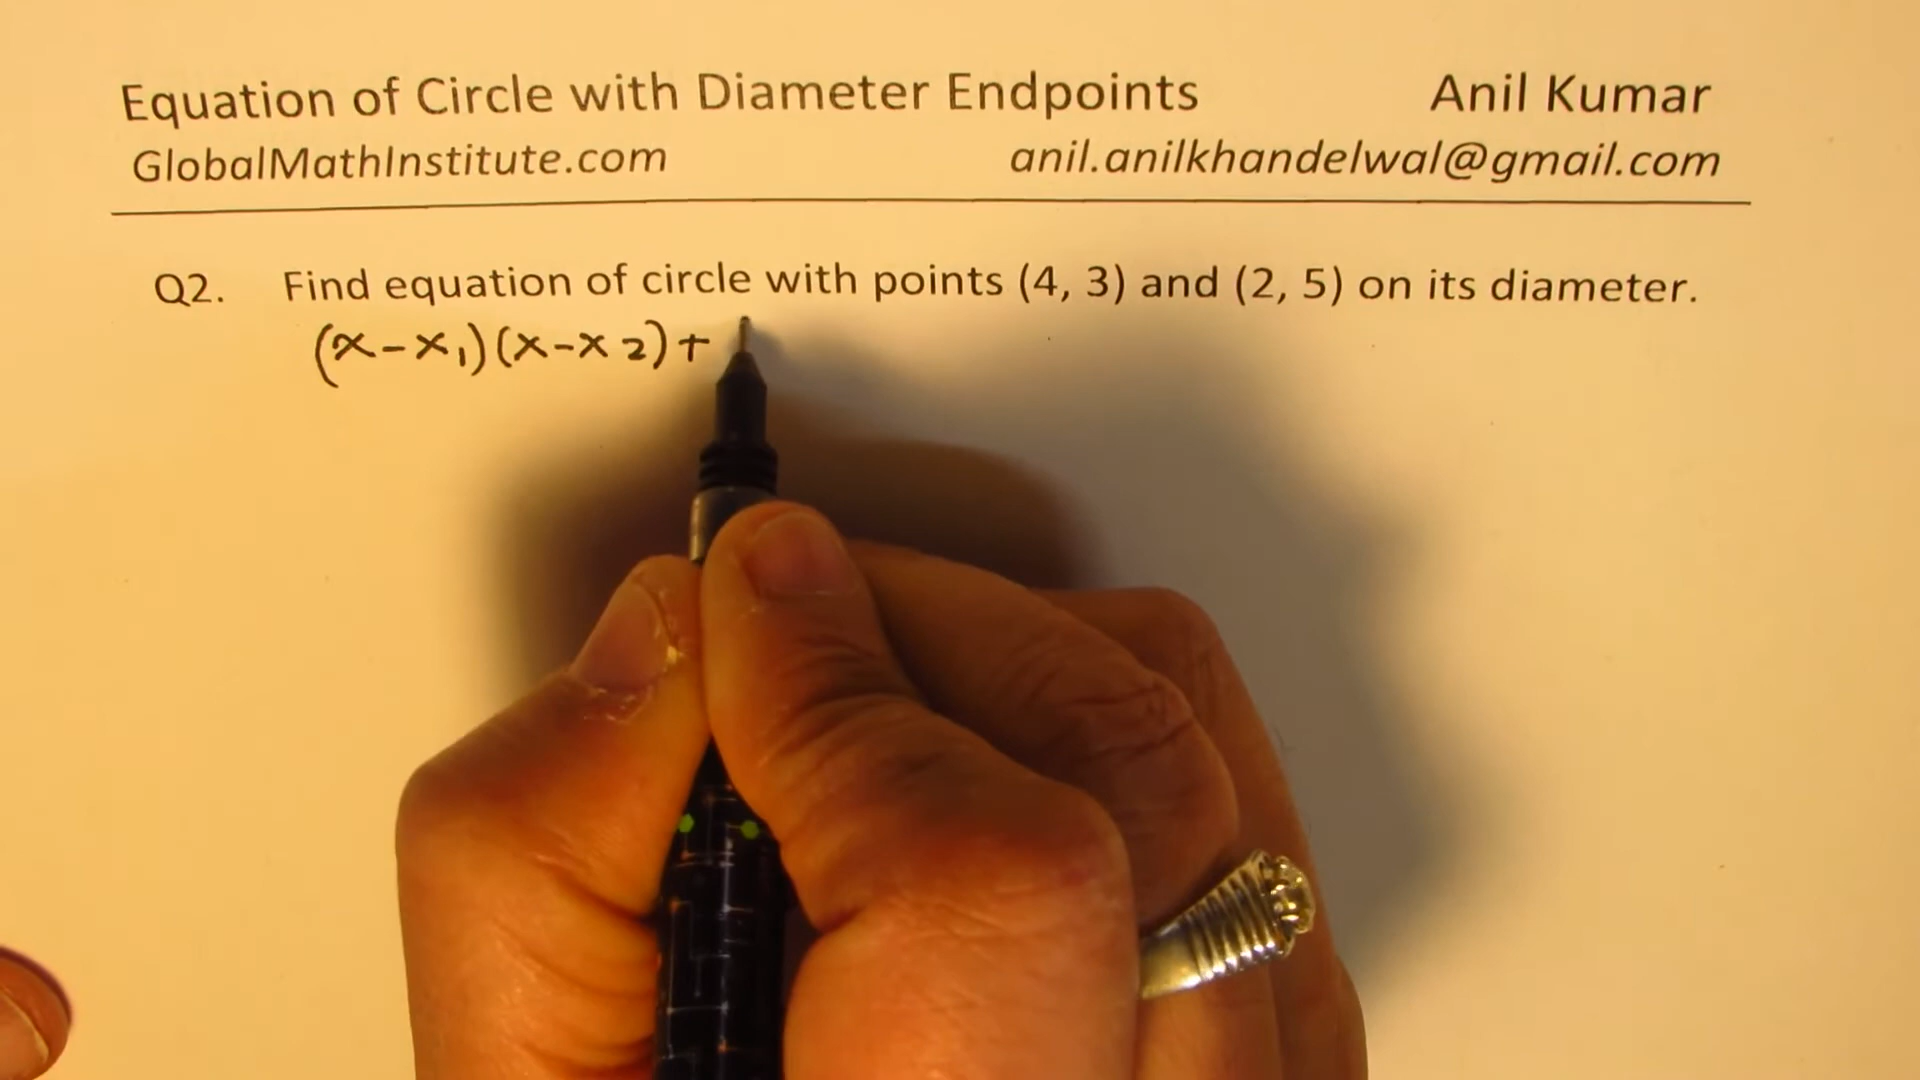 Equation of Circle with Diameter Endpoints Anil Kumar
GlobalMathInstitute.com anil.anilkhandelwal@gmail.com
Q2. Find equation of circle with points (4, 3) and (2, 5) on its diameter.
(x-x₁)(x-x 2)+